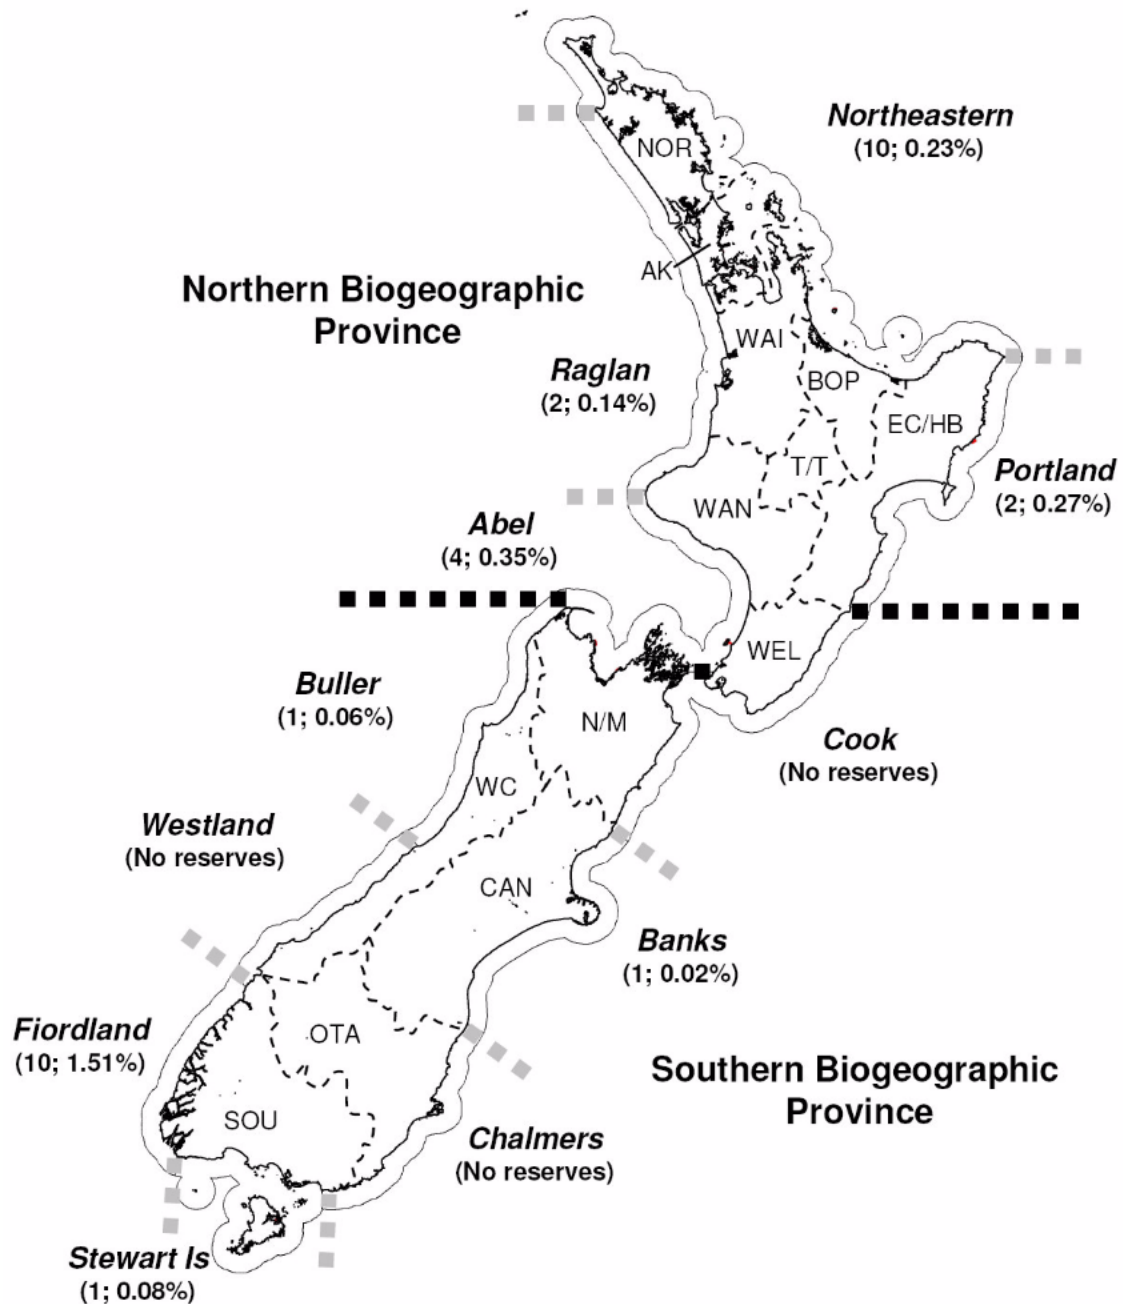 Northeastern
(10; 0.23%)
NOR
AK
Northern Biogeographic
Province
WAI
Raglan
(2; 0.14%)
BOP
EC/HB
T/T
Portland
(2; 0.27%)
WAN
Abel
(4; 0.35%)
WEL
Buller
(1; 0.06%)
N/M
Cook
(No reserves)
WC
Westland
(No reserves)
CAN
Banks
(1; 0.02%)
Fiordland
(10; 1.51%)
OTA
Southern Biogeographic
Province
SOU
Chalmers
(No reserves)
Stewart Is
(1; 0.08%)